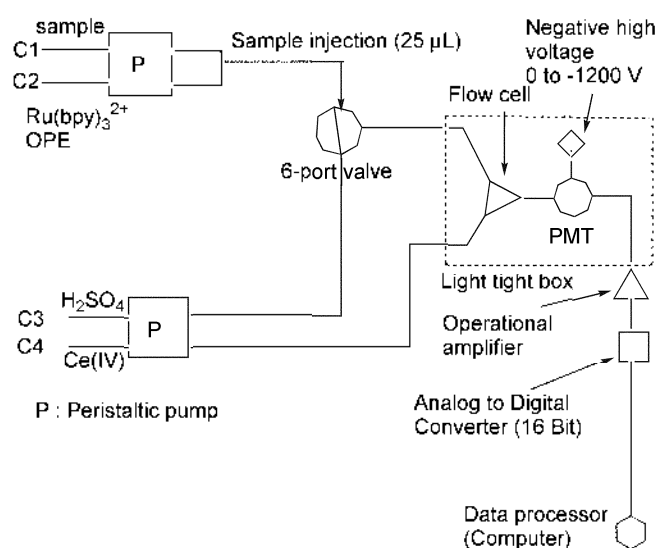 sample
C1
C2
P
Ru(bpy)₃²⁺
OPE
Sample injection (25 µL)
6-port valve
Negative high
voltage
0 to -1200 V
Flow cell
PMT
Light tight box
Operational
amplifier
Analog to Digital
Converter (16 Bit)
Data processor
(Computer)
H₂SO₄
C3
C4
Ce(IV)
P
P : Peristaltic pump